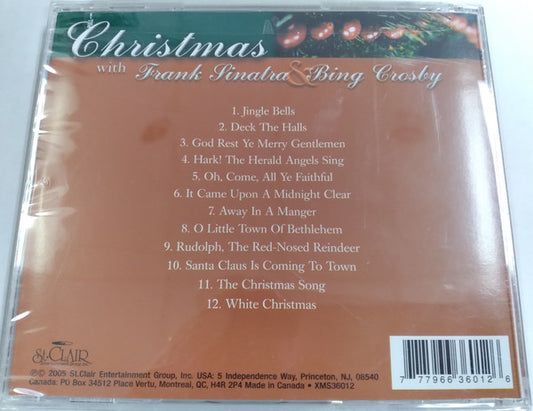 Christmas
with Frank Sinatra & Bing Crosby
1. Jingle Bells
2. Deck The Halls
3. God Rest Ye Merry Gentlemen
4. Hark! The Herald Angels Sing
5. Oh, Come, All Ye Faithful
6. It Came Upon A Midnight Clear
7. Away In A Manger
8. O Little Town Of Bethlehem
9. Rudolph, The Red-Nosed Reindeer
10. Santa Claus Is Coming To Town
11. The Christmas Song
12. White Christmas
St. CLAIR
℗© 2005 St.Clair Entertainment Group, Inc. USA: 5 Independence Way, Princeton, NJ, 08540
Canada: PO Box 34512 Place Vertu, Montreal, QC, H4R 2P4 Made in Canada • XMS36012
7 77966 36012 6